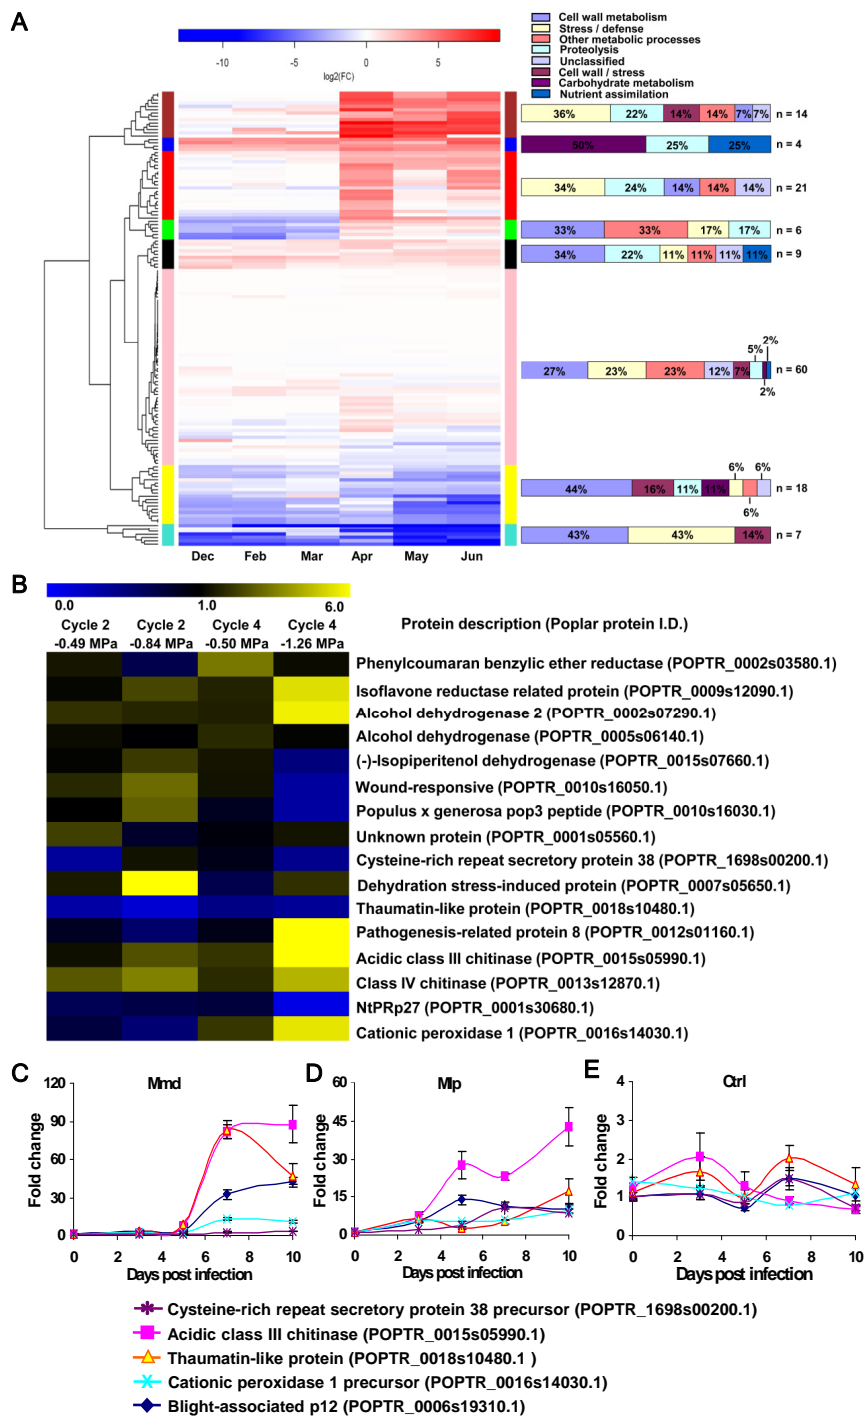 A
-10 -5 0 5
log2(FC)
Cell wall metabolism
Stress / defense
Other metabolic processes
Proteolysis
Unclassified
Cell wall / stress
Carbohydrate metabolism
Nutrient assimilation
36% 22% 14% 14% 7% 7% n = 14
50% 25% 25% n = 4
34% 24% 14% 14% 14% n = 21
33% 33% 17% 17% n = 6
34% 22% 11% 11% 11% 11% n = 9
2%
5%
27% 23% 23% 12% 7% n = 60
2%
6% 6%
44% 16% 11% 11% n = 18
6%
43% 43% 14% n = 7
Dec Feb Mar Apr May Jun
B
0.0 1.0 6.0
Cycle 2 Cycle 2 Cycle 4 Cycle 4
-0.49 MPa -0.84 MPa -0.50 MPa -1.26 MPa
Protein description (Poplar protein I.D.)
Phenylcoumaran benzylic ether reductase (POPTR_0002s03580.1)
Isoflavone reductase related protein (POPTR_0009s12090.1)
Alcohol dehydrogenase 2 (POPTR_0002s07290.1)
Alcohol dehydrogenase (POPTR_0005s06140.1)
(-)-Isopiperitenol dehydrogenase (POPTR_0015s07660.1)
Wound-responsive (POPTR_0010s16050.1)
Populus x generosa pop3 peptide (POPTR_0010s16030.1)
Unknown protein (POPTR_0001s05560.1)
Cysteine-rich repeat secretory protein 38 (POPTR_1698s00200.1)
Dehydration stress-induced protein (POPTR_0007s05650.1)
Thaumatin-like protein (POPTR_0018s10480.1)
Pathogenesis-related protein 8 (POPTR_0012s01160.1)
Acidic class III chitinase (POPTR_0015s05990.1)
Class IV chitinase (POPTR_0013s12870.1)
NtPRp27 (POPTR_0001s30680.1)
Cationic peroxidase 1 (POPTR_0016s14030.1)
C
Mmd
Fold change
120
90
60
30
0
0 2 4 6 8 10
Days post infection
D
Mlp
Fold change
60
45
30
15
0
0 2 4 6 8 10
Days post infection
E
Ctrl
Fold change
4
3
2
1
0
0 2 4 6 8 10
Days post infection
Cysteine-rich repeat secretory protein 38 precursor (POPTR_1698s00200.1)
Acidic class III chitinase (POPTR_0015s05990.1)
Thaumatin-like protein (POPTR_0018s10480.1 )
Cationic peroxidase 1 precursor (POPTR_0016s14030.1)
Blight-associated p12 (POPTR_0006s19310.1)